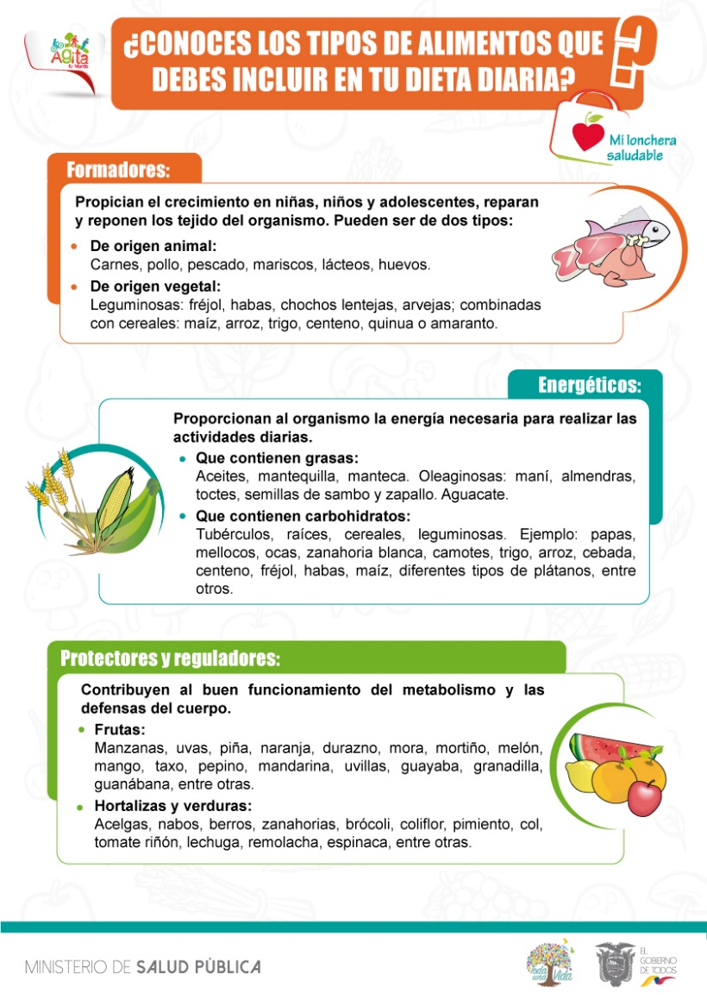 Agita
tu Mundo
¿CONOCES LOS TIPOS DE ALIMENTOS QUE
DEBES INCLUIR EN TU DIETA DIARIA?
?
Mi lonchera
saludable
Formadores:
Propician el crecimiento en niñas, niños y adolescentes, reparan
y reponen los tejido del organismo. Pueden ser de dos tipos:
• De origen animal:
Carnes, pollo, pescado, mariscos, lácteos, huevos.
• De origen vegetal:
Leguminosas: fréjol, habas, chochos lentejas, arvejas; combinadas
con cereales: maíz, arroz, trigo, centeno, quinua o amaranto.
Energéticos:
Proporcionan al organismo la energía necesaria para realizar las
actividades diarias.
• Que contienen grasas:
Aceites, mantequilla, manteca. Oleaginosas: maní, almendras,
toctes, semillas de sambo y zapallo. Aguacate.
• Que contienen carbohidratos:
Tubérculos, raíces, cereales, leguminosas. Ejemplo: papas,
mellocos, ocas, zanahoria blanca, camotes, trigo, arroz, cebada,
centeno, fréjol, habas, maíz, diferentes tipos de plátanos, entre
otros.
Protectores y reguladores:
Contribuyen al buen funcionamiento del metabolismo y las
defensas del cuerpo.
• Frutas:
Manzanas, uvas, piña, naranja, durazno, mora, mortiño, melón,
mango, taxo, pepino, mandarina, uvillas, guayaba, granadilla,
guanábana, entre otras.
• Hortalizas y verduras:
Acelgas, nabos, berros, zanahorias, brócoli, coliflor, pimiento, col,
tomate riñón, lechuga, remolacha, espinaca, entre otras.
MINISTERIO DE SALUD PÚBLICA
Toda
una Vida
EL
GOBIERNO
DE TODOS